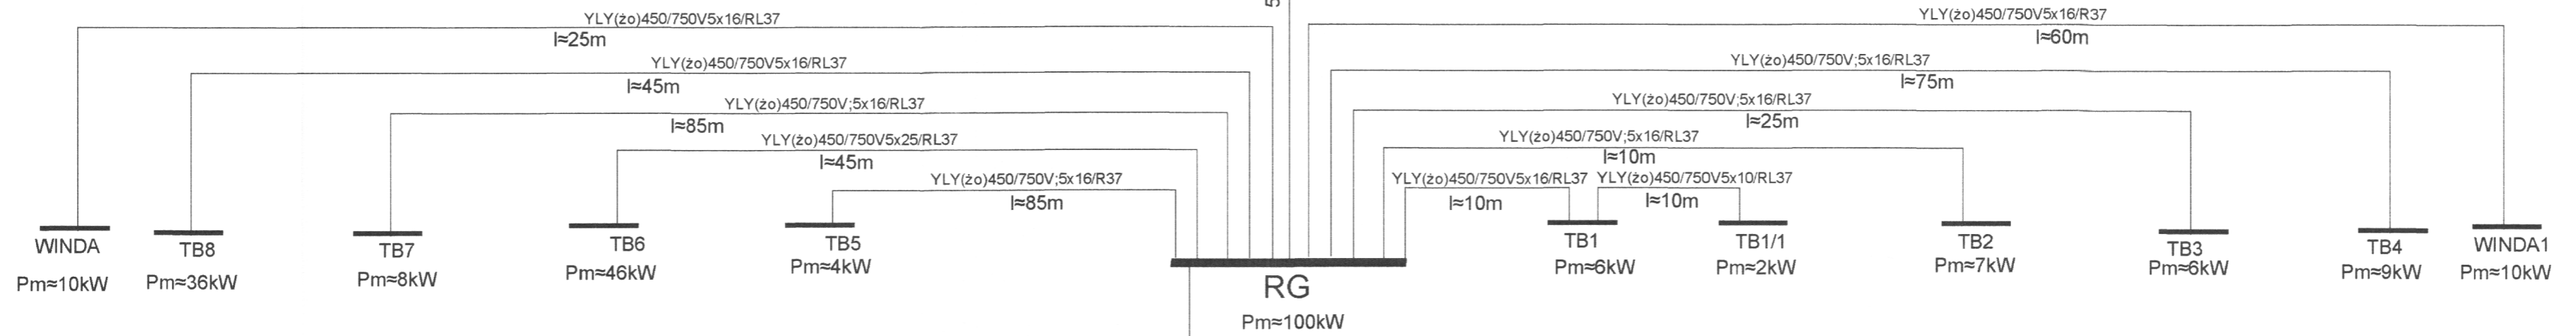 5
YLY(żo)450/750V5x16/RL37
l≈25m
YLY(żo)450/750V5x16/R37
l≈60m
YLY(żo)450/750V5x16/RL37
l≈45m
YLY(żo)450/750V;5x16/RL37
l≈75m
YLY(żo)450/750V;5x16/RL37
l≈85m
YLY(żo)450/750V;5x16/RL37
l≈25m
YLY(żo)450/750V5x25/RL37
l≈45m
YLY(żo)450/750V;5x16/RL37
l≈10m
YLY(żo)450/750V;5x16/R37
l≈85m
YLY(żo)450/750V5x16/RL37
l≈10m
YLY(żo)450/750V5x10/RL37
l≈10m
WINDA
Pm≈10kW
TB8
Pm≈36kW
TB7
Pm≈8kW
TB6
Pm≈46kW
TB5
Pm≈4kW
RG
Pm≈100kW
TB1
Pm≈6kW
TB1/1
Pm≈2kW
TB2
Pm≈7kW
TB3
Pm≈6kW
TB4
Pm≈9kW
WINDA1
Pm≈10kW